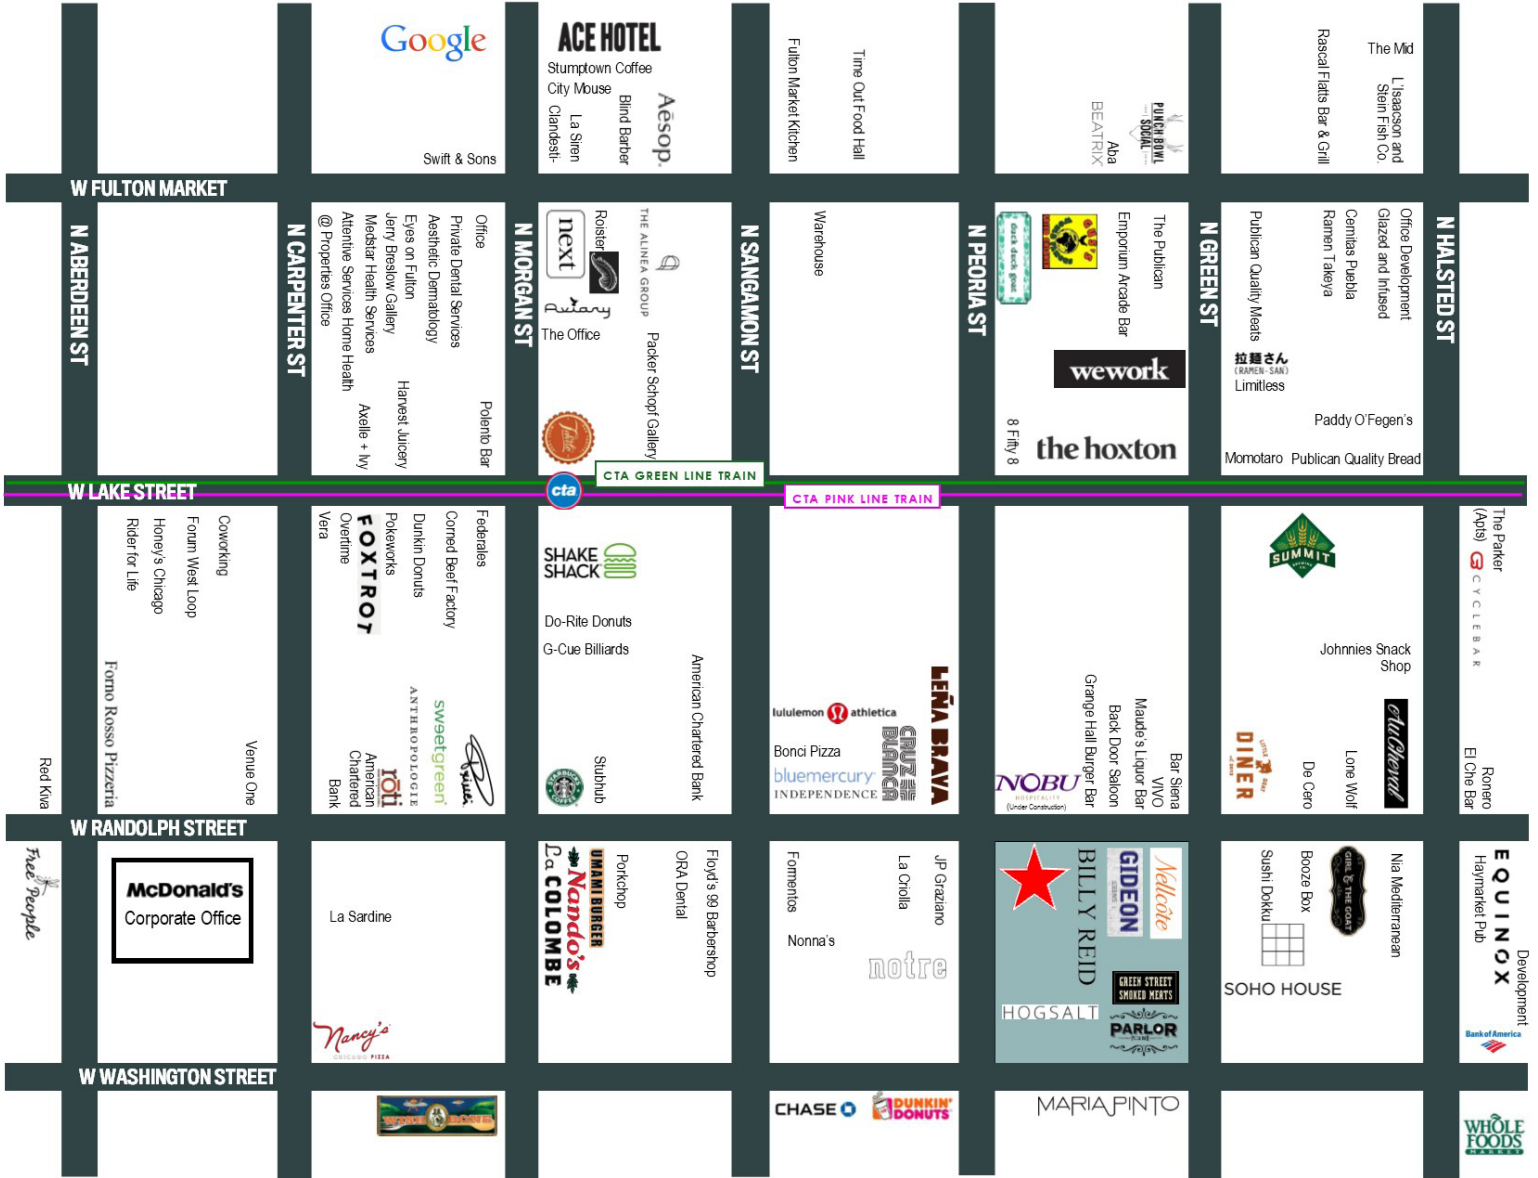 Google
Swift & Sons
ACE HOTEL
Stumptown Coffee
City Mouse
Clandesti-
La Siren
Blind Barber
Aēsop.
Fulton Market Kitchen
Time Out Food Hall
BEATRIX
Aba
PUNCH BOWL
SOCIAL
Rascal Flatts Bar & Grill
The Mid
L'Isaacson and
Stein Fish Co.
W FULTON MARKET
N ABERDEEN ST
N CARPENTER ST
N MORGAN ST
N SANGAMON ST
N PEORIA ST
N GREEN ST
N HALSTED ST
Office
Private Dental Services
Aesthetic Dermatology
Eyes on Fulton
Jerry Breslow Gallery
Medstar Health Services
Attentive Services Home Health
@ Properties Office
Polento Bar
Harvest Juicery
Axelle + Ivy
next
Roister
THE ALINEA GROUP
Aviary
The Office
Packer Schopf Gallery
Warehouse
duck duck goat
Emporium Arcade Bar
The Publican
wework
8 Fifty 8
the hoxton
Publican Quality Meats
Office Development
Glazed and Infused
Cemitas Puebla
Ramen Takeya
拉麺さん
(RAMEN-SAN)
Limitless
Paddy O'Fegen's
Momotaro
Publican Quality Bread
W LAKE STREET
cta
CTA GREEN LINE TRAIN
CTA PINK LINE TRAIN
Coworking
Forum West Loop
Honey's Chicago
Rider for Life
Forno Rosso Pizzeria
Venue One
Red Kiva
Federales
Corned Beef Factory
Dunkin Donuts
Pokeworks
FOXTROT
Overtime
Vera
ANTHROPOLOGIE
sweetgreen
American
Chartered
Bank
rōti
SHAKE
SHACK
Do-Rite Donuts
G-Cue Billiards
American Chartered Bank
Stubhub
STARBUCKS
COFFEE
lululemon athletica
Bonci Pizza
bluemercury
INDEPENDENCE
CRUZ
BLANCA
LEÑA BRAVA
NOBU
HOSPITALITY
(Under Construction)
Grange Hall Burger Bar
Back Door Saloon
Maude's Liquor Bar
VIVO
Bar Siena
SUMMIT
Johnnies Snack
Shop
LITTLE GOAT
DINER
De Cero
Lone Wolf
Au Cheval
The Parker
(Apts)
CYCLEBAR
Ronero
El Che Bar
W RANDOLPH STREET
Free People
McDonald's
Corporate Office
La Sardine
Nancy's
CHICAGO PIZZA
La COLOMBE
Nando's
UMAMI BURGER
Porkchop
ORA Dental
Floyd's 99 Barbershop
Formentos
Nonna's
La Criolla
JP Graziano
notre
BILLY REID
GIDEON
Nellcôte
HOGSALT
GREEN STREET
SMOKED MEATS
PARLOR
Sushi Dokku
Booze Box
GIRL & THE GOAT
Nia Mediterranean
SOHO HOUSE
EQUINOX
Haymarket Pub
Development
Bank of America
W WASHINGTON STREET
CHASE
DUNKIN'
DONUTS
MARIA PINTO
WHÔLE
FOODS
MARKET